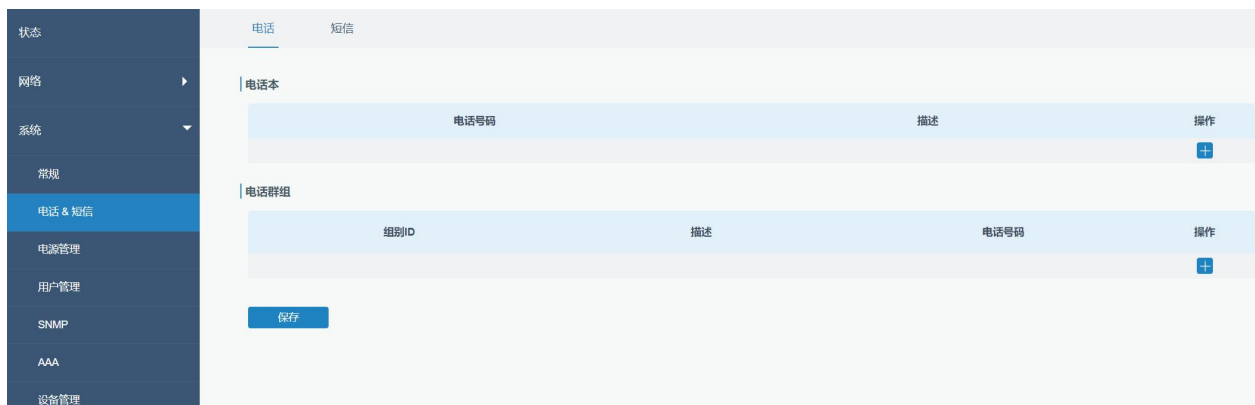 状态
网络
系统
常规
电话 & 短信
电源管理
用户管理
SNMP
AAA
设备管理
电话 短信
电话本
电话号码 描述 操作
电话群组
组别ID 描述 电话号码 操作
保存